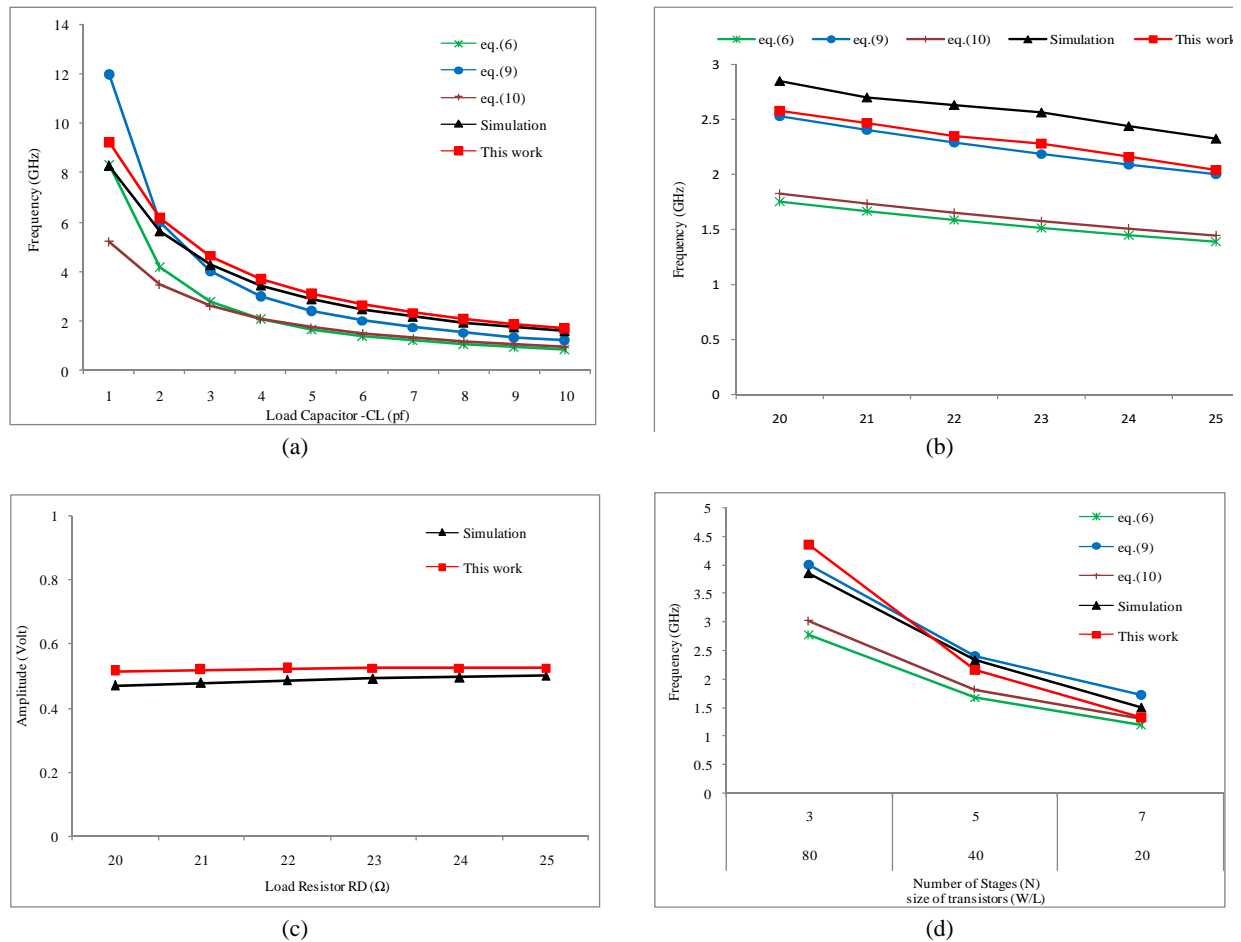 14
12
10
8
6
4
2
0
Frequency (GHz)
eq.(6)
eq.(9)
eq.(10)
Simulation
This work
1 2 3 4 5 6 7 8 9 10
Load Capacitor -CL (pf)
(a)
eq.(6) eq.(9) eq.(10) Simulation This work
3
2.5
2
1.5
1
0.5
0
Frequency (GHz)
20 21 22 23 24 25
(b)
1
0.8
0.6
0.4
0.2
0
Amplitude (Volt)
Simulation
This work
20 21 22 23 24 25
Load Resistor RD (Ω)
(c)
5
4.5
4
3.5
3
2.5
2
1.5
1
0.5
0
Frequency (GHz)
eq.(6)
eq.(9)
eq.(10)
Simulation
This work
3 5 7
80 40 20
Number of Stages (N)
size of transistors (W/L)
(d)